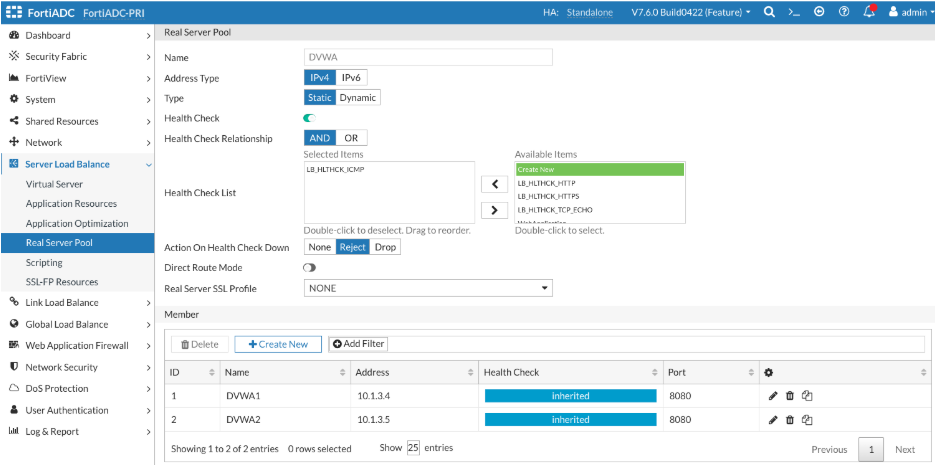 FortiADC FortiADC-PRI HA: Standalone V7.6.0 Build0422 (Feature) >_ admin
Dashboard
Security Fabric
FortiView
System
Shared Resources
Network
Server Load Balance
Virtual Server
Application Resources
Application Optimization
Real Server Pool
Scripting
SSL-FP Resources
Link Load Balance
Global Load Balance
Web Application Firewall
Network Security
DoS Protection
User Authentication
Log & Report
Real Server Pool
Name DVWA
Address Type IPv4 IPv6
Type Static Dynamic
Health Check
Health Check Relationship AND OR
Selected Items Available Items
Health Check List
LB_HLTHCK_ICMP
Create New
LB_HLTHCK_HTTP
LB_HLTHCK_HTTPS
LB_HLTHCK_TCP_ECHO
WebApplication
Double-click to deselect. Drag to reorder. Double-click to select.
Action On Health Check Down None Reject Drop
Direct Route Mode
Real Server SSL Profile NONE
Member
Delete Create New Add Filter
ID Name Address Health Check Port
1 DVWA1 10.1.3.4 inherited 8080
2 DVWA2 10.1.3.5 inherited 8080
Showing 1 to 2 of 2 entries 0 rows selected Show 25 entries Previous 1 Next